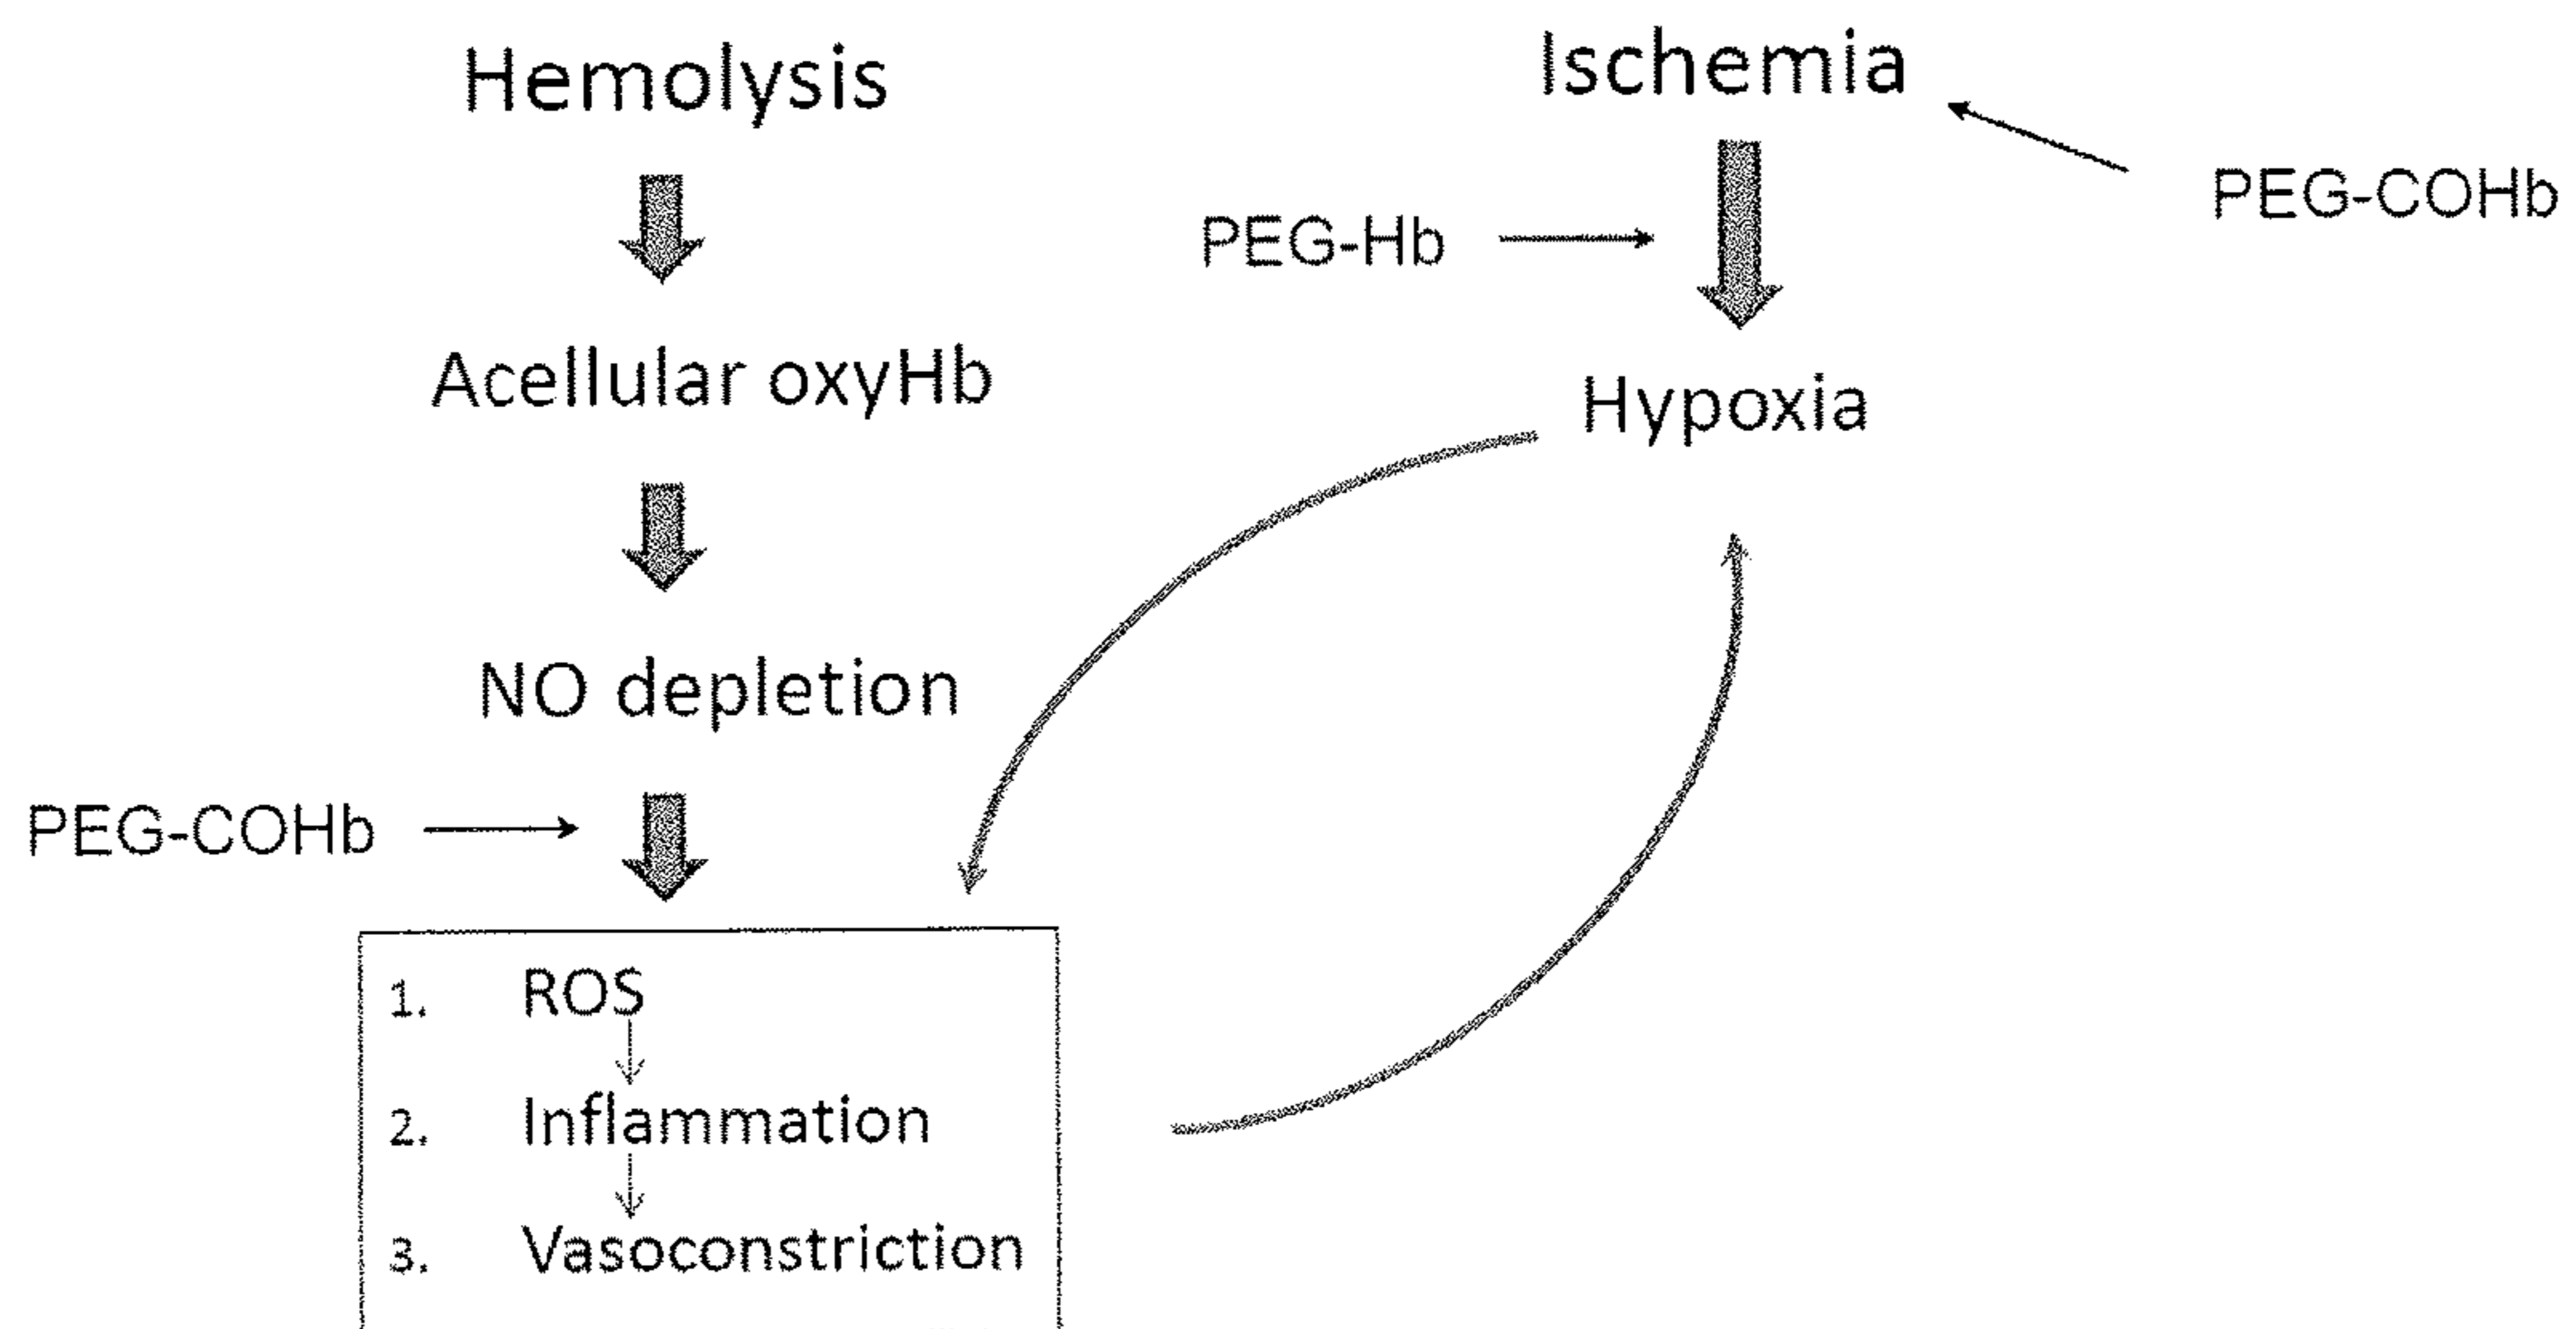 Hemolysis
Ischemia
PEG-COHb
PEG-Hb
Acellular oxyHb
Hypoxia
NO depletion
PEG-COHb
1. ROS
2. Inflammation
3. Vasoconstriction